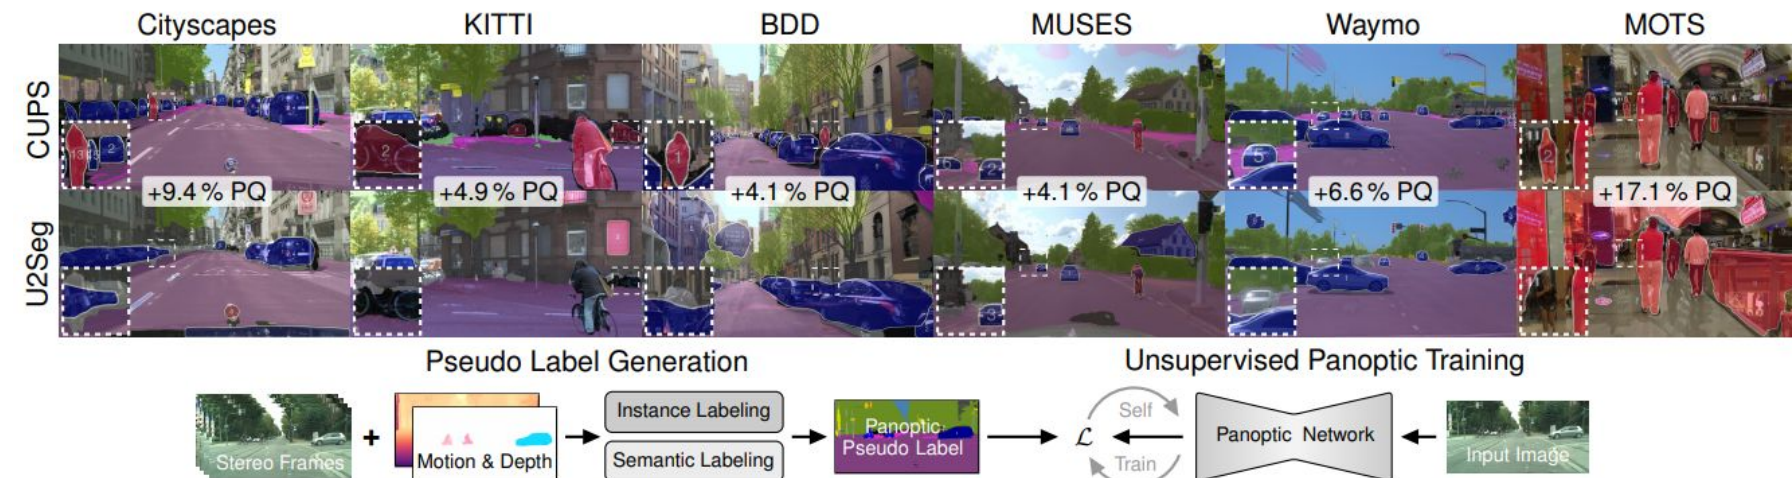 Cityscapes KITTI BDD MUSES Waymo MOTS
CUPS
+9.4 % PQ +4.9 % PQ +4.1 % PQ +4.1 % PQ +6.6 % PQ +17.1 % PQ
U2Seg
Pseudo Label Generation Unsupervised Panoptic Training
Stereo Frames
+
Motion & Depth
Instance Labeling
Semantic Labeling
Panoptic
Pseudo Label
ℒ
Self
Train
Panoptic Network
Input Image